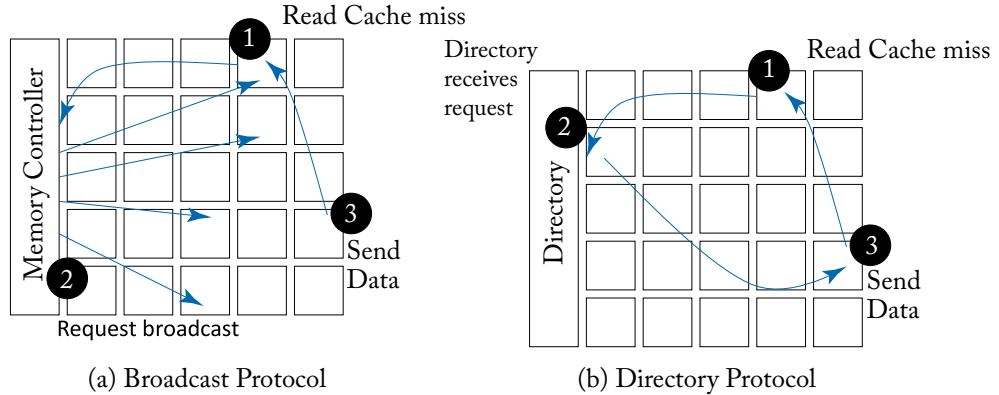 Read Cache miss
1
Memory Controller
3
Send
Data
2
Request broadcast
(a) Broadcast Protocol
Directory
receives
request
Read Cache miss
1
2
Directory
3
Send
Data
(b) Directory Protocol